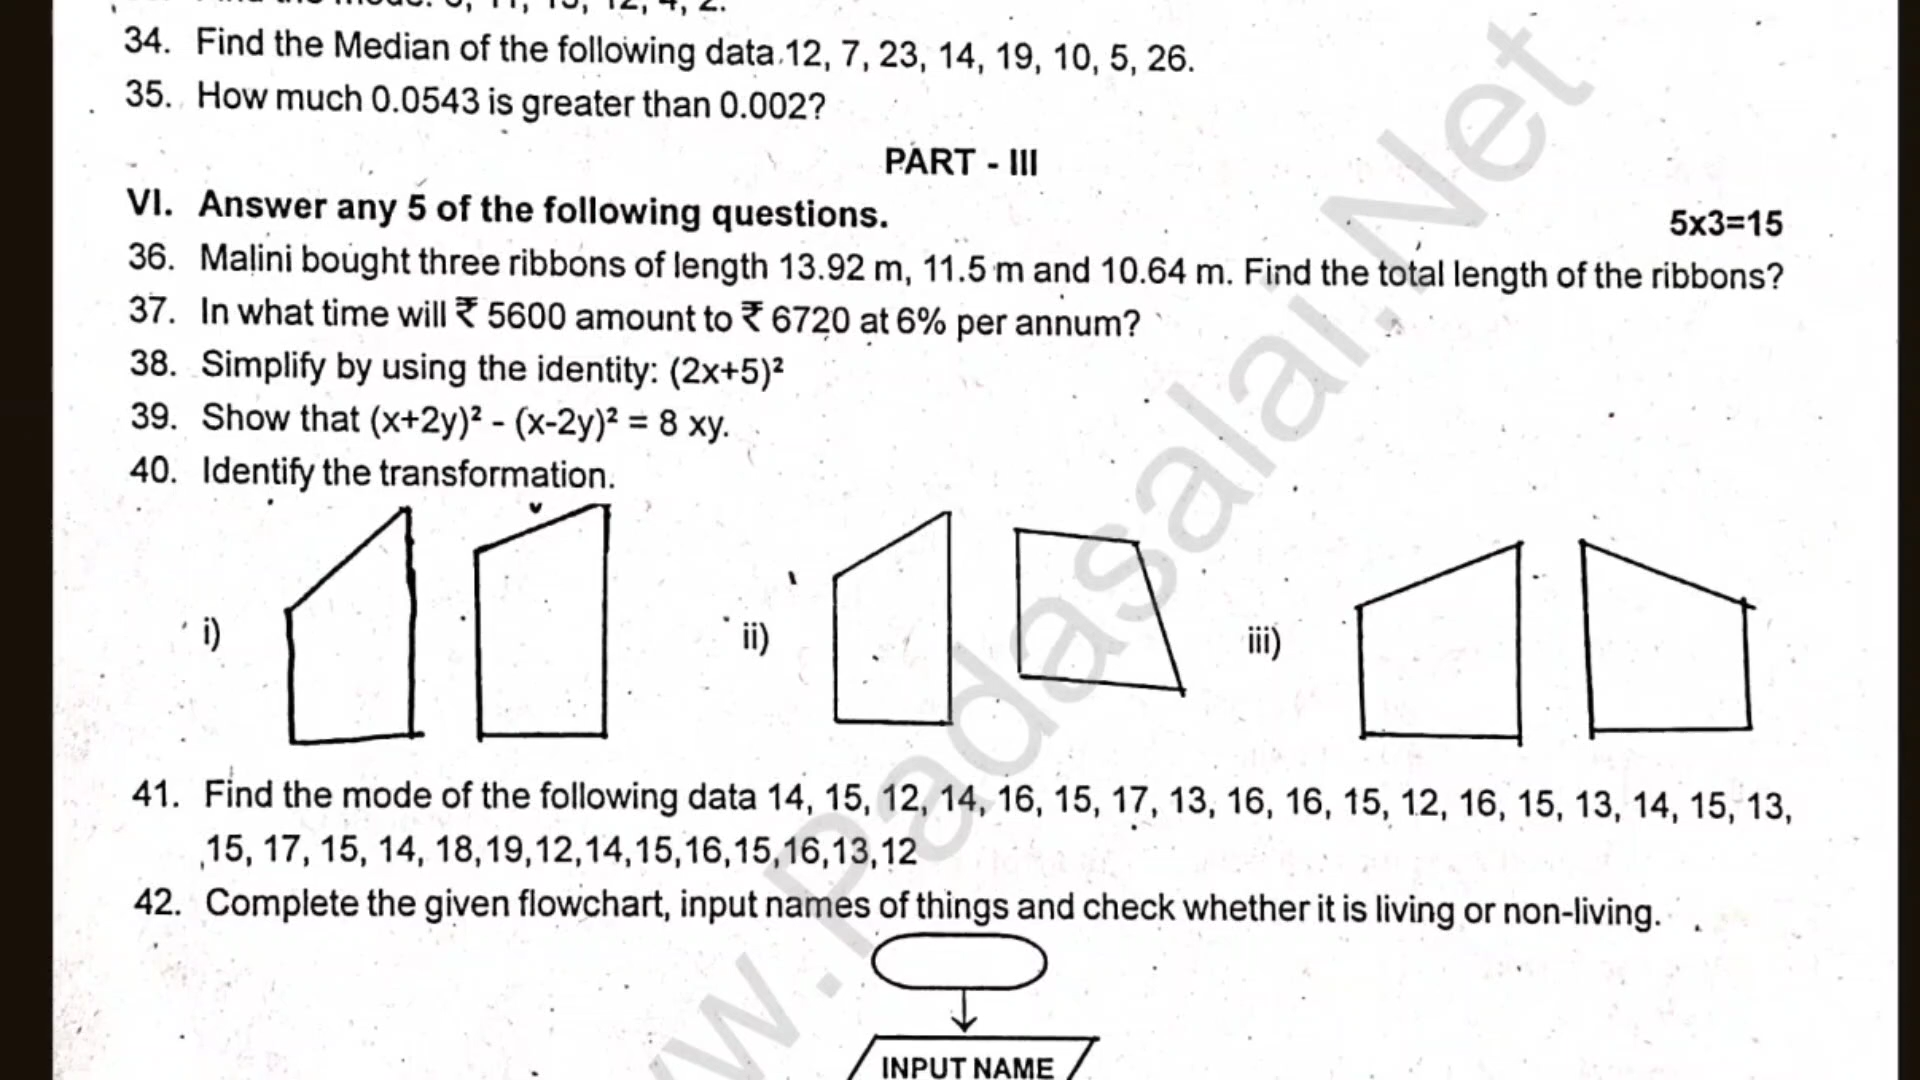 34. Find the Median of the following data 12, 7, 23, 14, 19, 10, 5, 26.
35. How much 0.0543 is greater than 0.002?
PART - III
VI. Answer any 5 of the following questions. 5x3=15
36. Malini bought three ribbons of length 13.92 m, 11.5 m and 10.64 m. Find the total length of the ribbons?
37. In what time will ₹ 5600 amount to ₹ 6720 at 6% per annum?
38. Simplify by using the identity: (2x+5)²
39. Show that (x+2y)² - (x-2y)² = 8 xy.
40. Identify the transformation.
i) ii) iii)
41. Find the mode of the following data 14, 15, 12, 14, 16, 15, 17, 13, 16, 16, 15, 12, 16, 15, 13, 14, 15, 13,
15, 17, 15, 14, 18,19,12,14,15,16,15,16,13,12
42. Complete the given flowchart, input names of things and check whether it is living or non-living.
INPUT NAME
w.Padasalai.Net